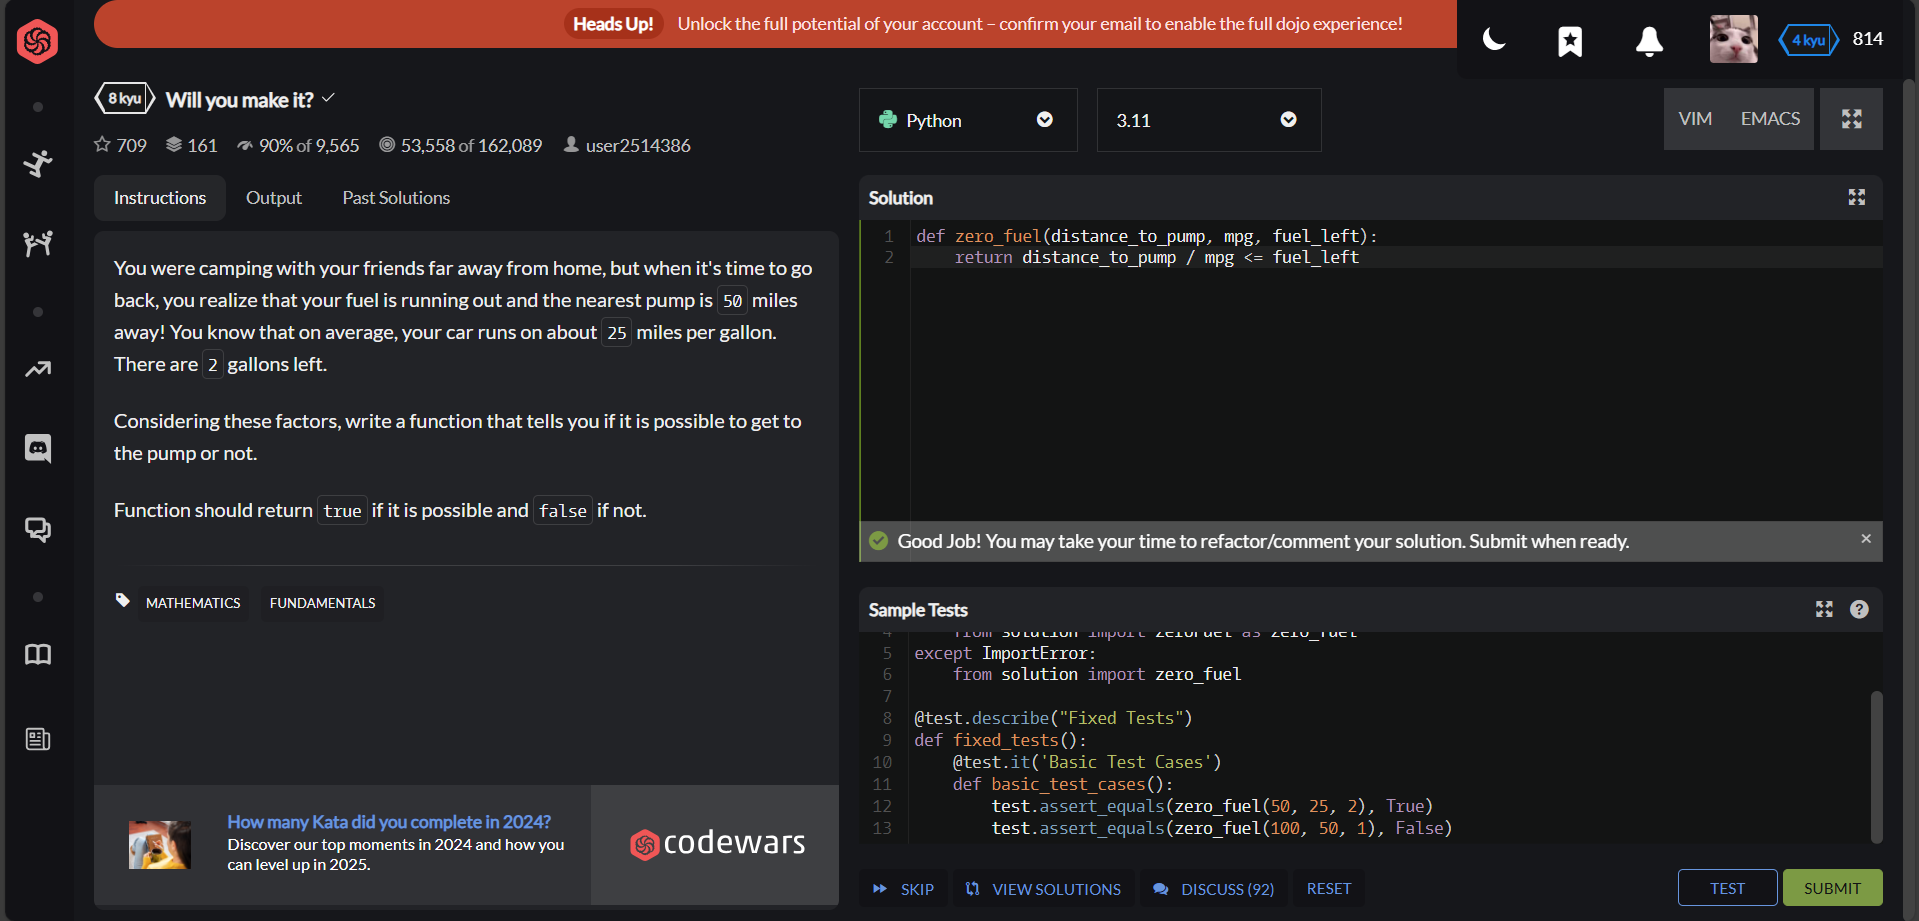 Heads Up! Unlock the full potential of your account – confirm your email to enable the full dojo experience!
4 kyu 814
8 kyu Will you make it?
709 161 90% of 9,565 53,558 of 162,089 user2514386
Instructions Output Past Solutions
You were camping with your friends far away from home, but when it's time to go
back, you realize that your fuel is running out and the nearest pump is 50 miles
away! You know that on average, your car runs on about 25 miles per gallon.
There are 2 gallons left.
Considering these factors, write a function that tells you if it is possible to get to
the pump or not.
Function should return true if it is possible and false if not.
MATHEMATICS FUNDAMENTALS
How many Kata did you complete in 2024?
Discover our top moments in 2024 and how you
can level up in 2025.
codewars
Python 3.11 VIM EMACS
Solution
1 def zero_fuel(distance_to_pump, mpg, fuel_left):
2     return distance_to_pump / mpg <= fuel_left
Good Job! You may take your time to refactor/comment your solution. Submit when ready. ×
Sample Tests ?
4     from solution import zeroFuel as zero_fuel
5 except ImportError:
6     from solution import zero_fuel
7
8 @test.describe("Fixed Tests")
9 def fixed_tests():
10     @test.it('Basic Test Cases')
11     def basic_test_cases():
12         test.assert_equals(zero_fuel(50, 25, 2), True)
13         test.assert_equals(zero_fuel(100, 50, 1), False)
SKIP VIEW SOLUTIONS DISCUSS (92) RESET TEST SUBMIT